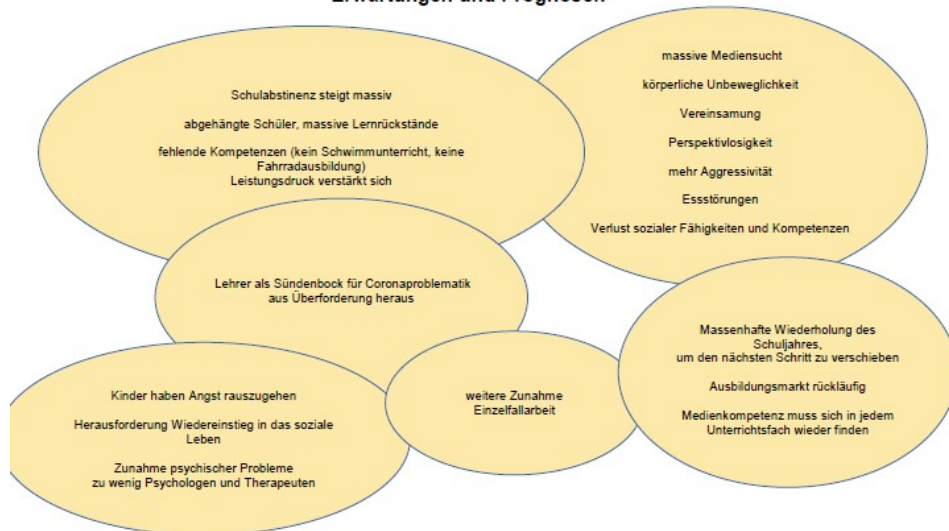 Erwartungen und Prognosen
Schulabstinenz steigt massiv
abgehängte Schüler, massive Lernrückstände
fehlende Kompetenzen (kein Schwimmunterricht, keine
Fahrradausbildung)
Leistungsdruck verstärkt sich
massive Mediensucht
körperliche Unbeweglichkeit
Vereinsamung
Perspektivlosigkeit
mehr Aggressivität
Essstörungen
Verlust sozialer Fähigkeiten und Kompetenzen
Lehrer als Sündenbock für Coronaproblematik
aus Überforderung heraus
Massenhafte Wiederholung des
Schuljahres,
um den nächsten Schritt zu verschieben
Ausbildungsmarkt rückläufig
Medienkompetenz muss sich in jedem
Unterrichtsfach wieder finden
Kinder haben Angst rauszugehen
Herausforderung Wiedereinstieg in das soziale
Leben
Zunahme psychischer Probleme
zu wenig Psychologen und Therapeuten
weitere Zunahme
Einzelfallarbeit